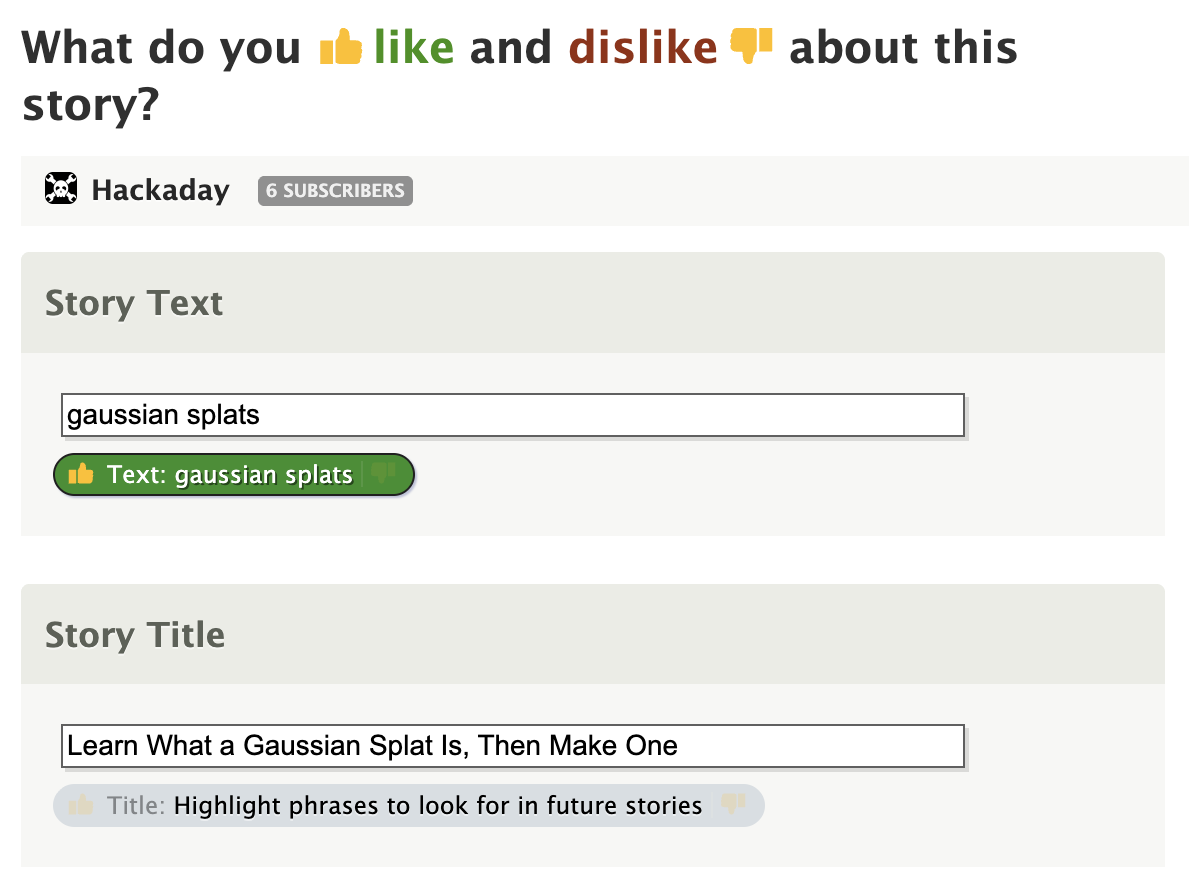 What do you 👍 like and dislike 👎 about this
story?
Hackaday 6 SUBSCRIBERS
Story Text
gaussian splats
Text: gaussian splats
Story Title
Learn What a Gaussian Splat Is, Then Make One
Title: Highlight phrases to look for in future stories